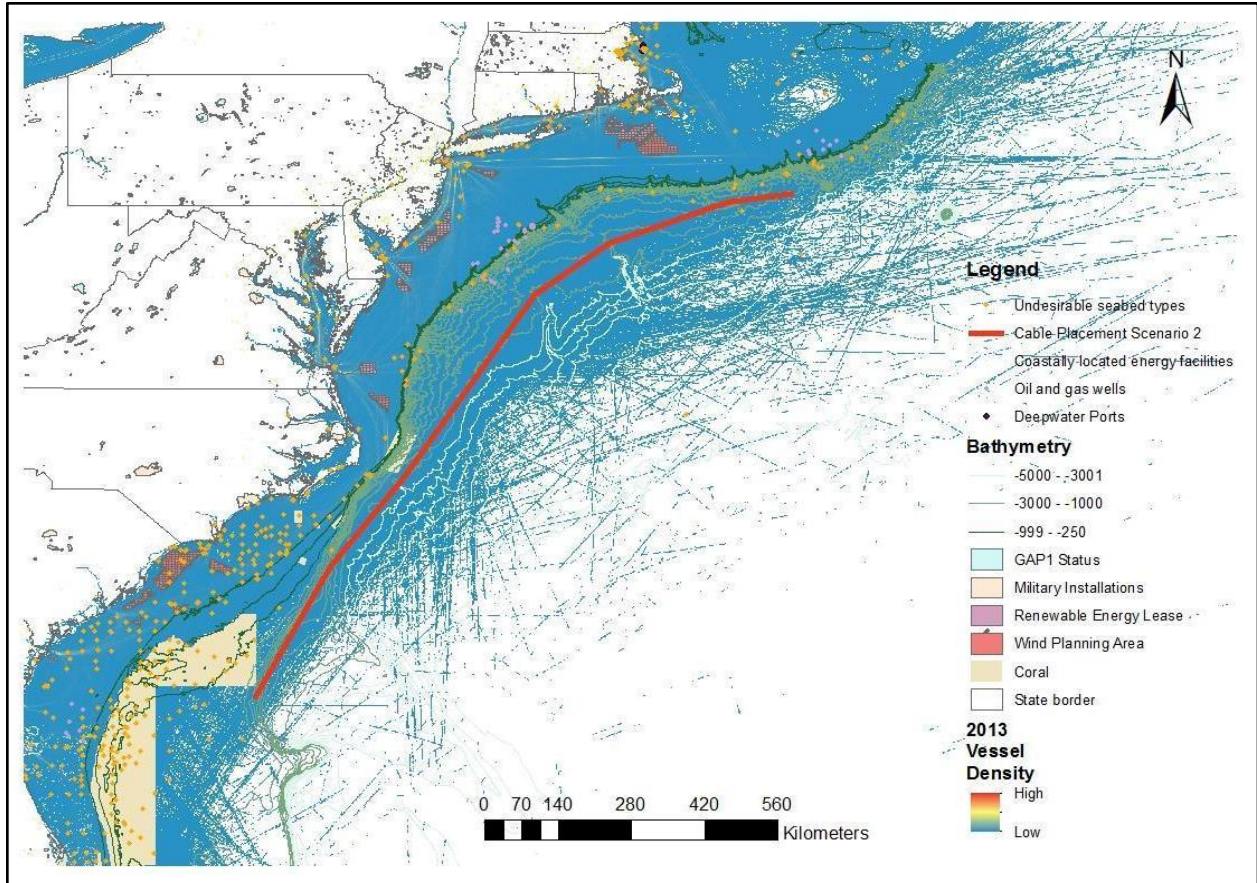 N
Legend
Undesirable seabed types
Cable Placement Scenario 2
Coastally located energy facilities
Oil and gas wells
Deepwater Ports
Bathymetry
-5000 - -3001
-3000 - -1000
-999 - -250
GAP1 Status
Military Installations
Renewable Energy Lease
Wind Planning Area
Coral
State border
2013
Vessel
Density
High
Low
0 70 140 280 420 560
Kilometers